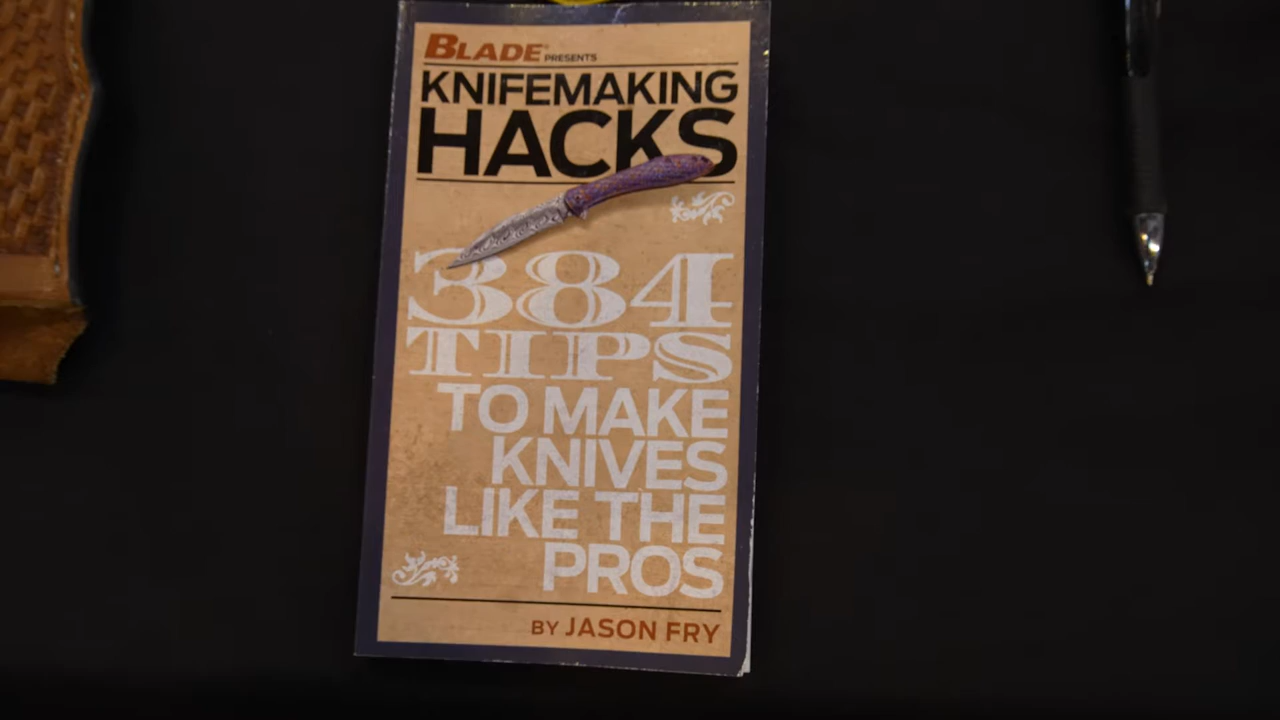 BLADE® PRESENTS
KNIFEMAKING
HACKS
384
TIPS
TO MAKE
KNIVES
LIKE THE
PROS
BY JASON FRY